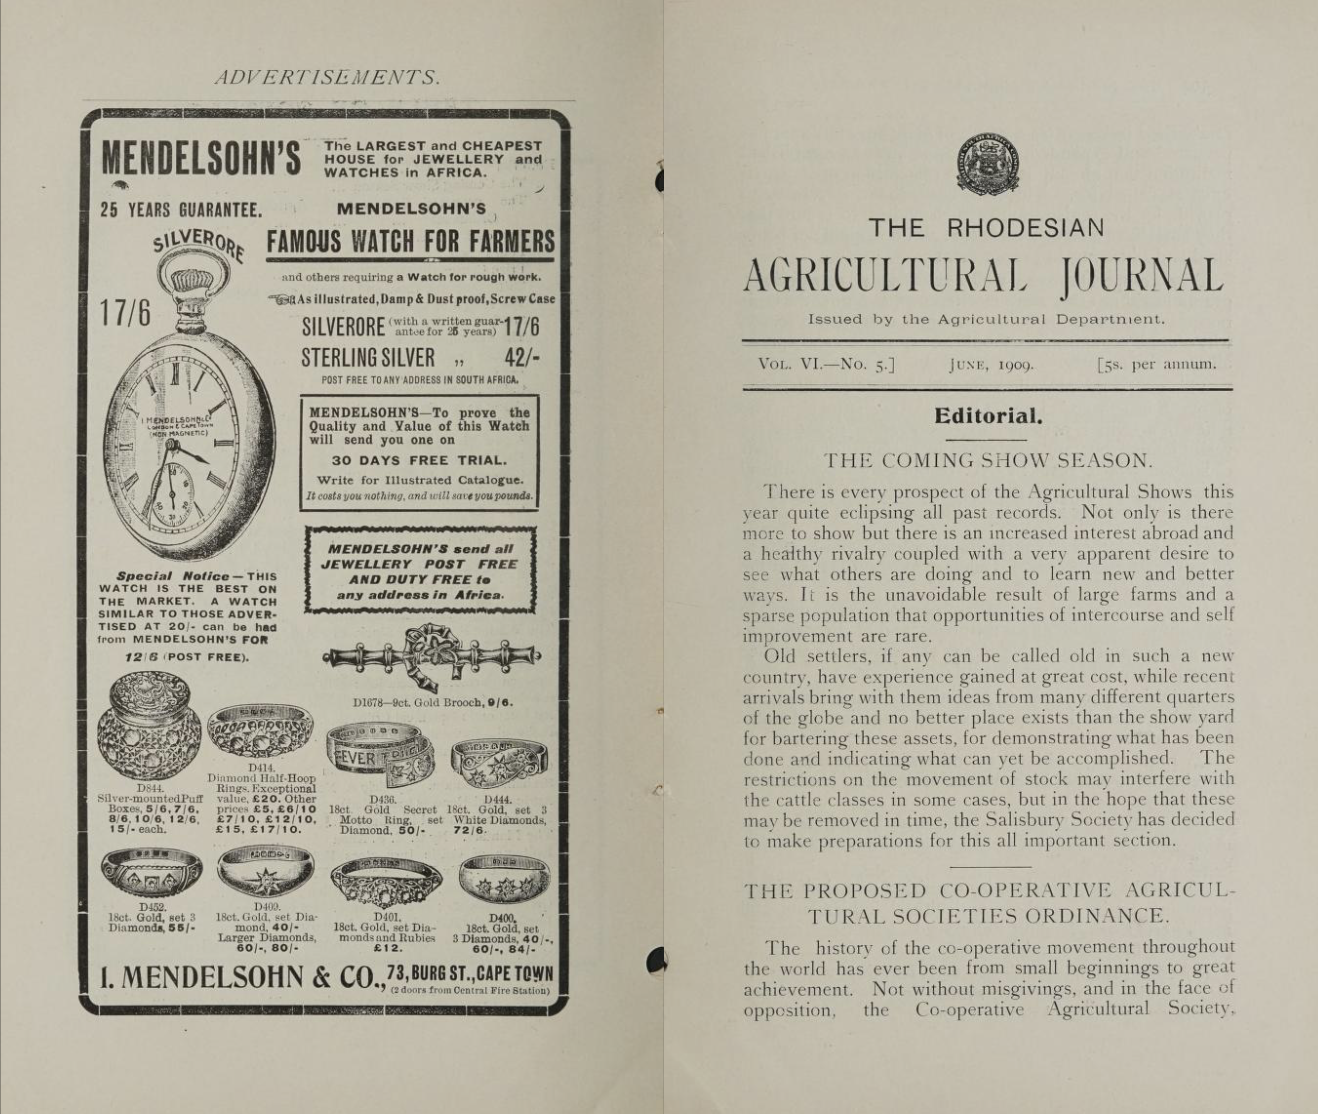 ADVERTISEMENTS.
MENDELSOHN'S
The LARGEST and CHEAPEST
HOUSE for JEWELLERY and
WATCHES in AFRICA.
25 YEARS GUARANTEE.
MENDELSOHN'S
SILVERORE
FAMOUS WATCH FOR FARMERS
and others requiring a Watch for rough work.
17/6
As illustrated, Damp & Dust proof, Screw Case
SILVERORE (with a written guar-
antee for 25 years) 17/6
STERLING SILVER ,, 42/-
POST FREE TO ANY ADDRESS IN SOUTH AFRICA.
I MENDELSOHN & Co
LONDON & CAPE TOWN
(NON MAGNETIC)
MENDELSOHN'S—To prove the
Quality and Value of this Watch
will send you one on
30 DAYS FREE TRIAL.
Write for Illustrated Catalogue.
It costs you nothing, and will save you pounds.
MENDELSOHN'S send all
JEWELLERY POST FREE
AND DUTY FREE to
any address in Africa.
Special Notice—THIS
WATCH IS THE BEST ON
THE MARKET. A WATCH
SIMILAR TO THOSE ADVER-
TISED AT 20/- can be had
from MENDELSOHN'S FOR
12/6 (POST FREE).
D1678—9ct. Gold Brooch, 9/6.
D844.
Silver-mounted Puff
Boxes, 5/6, 7/6,
8/6, 10/6, 12/6,
15/- each.
D414.
Diamond Half-Hoop
Rings. Exceptional
value, £20. Other
prices £5, £6/10
£7/10, £12/10,
£15, £17/10.
D436.
18ct. Gold Secret
Motto Ring, set
Diamond, 50/-
D444.
18ct. Gold, set 3
White Diamonds,
72/6.
D452.
18ct. Gold, set 3
Diamonds, 55/-
D409.
18ct. Gold, set Dia-
mond, 40/-
Larger Diamonds,
60/-, 80/-
D401.
18ct. Gold, set Dia-
monds and Rubies
£12.
D400.
18ct. Gold, set
3 Diamonds, 40/-,
60/-, 84/-
I. MENDELSOHN & CO., 73, BURG ST., CAPE TOWN
(2 doors from Central Fire Station)
THE RHODESIAN
AGRICULTURAL JOURNAL
Issued by the Agricultural Department.
VOL. VI.—No. 5.] JUNE, 1909. [5s. per annum.
Editorial.
THE COMING SHOW SEASON.
There is every prospect of the Agricultural Shows this
year quite eclipsing all past records. Not only is there
more to show but there is an increased interest abroad and
a healthy rivalry coupled with a very apparent desire to
see what others are doing and to learn new and better
ways. It is the unavoidable result of large farms and a
sparse population that opportunities of intercourse and self
improvement are rare.
Old settlers, if any can be called old in such a new
country, have experience gained at great cost, while recent
arrivals bring with them ideas from many different quarters
of the globe and no better place exists than the show yard
for bartering these assets, for demonstrating what has been
done and indicating what can yet be accomplished. The
restrictions on the movement of stock may interfere with
the cattle classes in some cases, but in the hope that these
may be removed in time, the Salisbury Society has decided
to make preparations for this all important section.
THE PROPOSED CO-OPERATIVE AGRICUL-
TURAL SOCIETIES ORDINANCE.
The history of the co-operative movement throughout
the world has ever been from small beginnings to great
achievement. Not without misgivings, and in the face of
opposition, the Co-operative Agricultural Society,